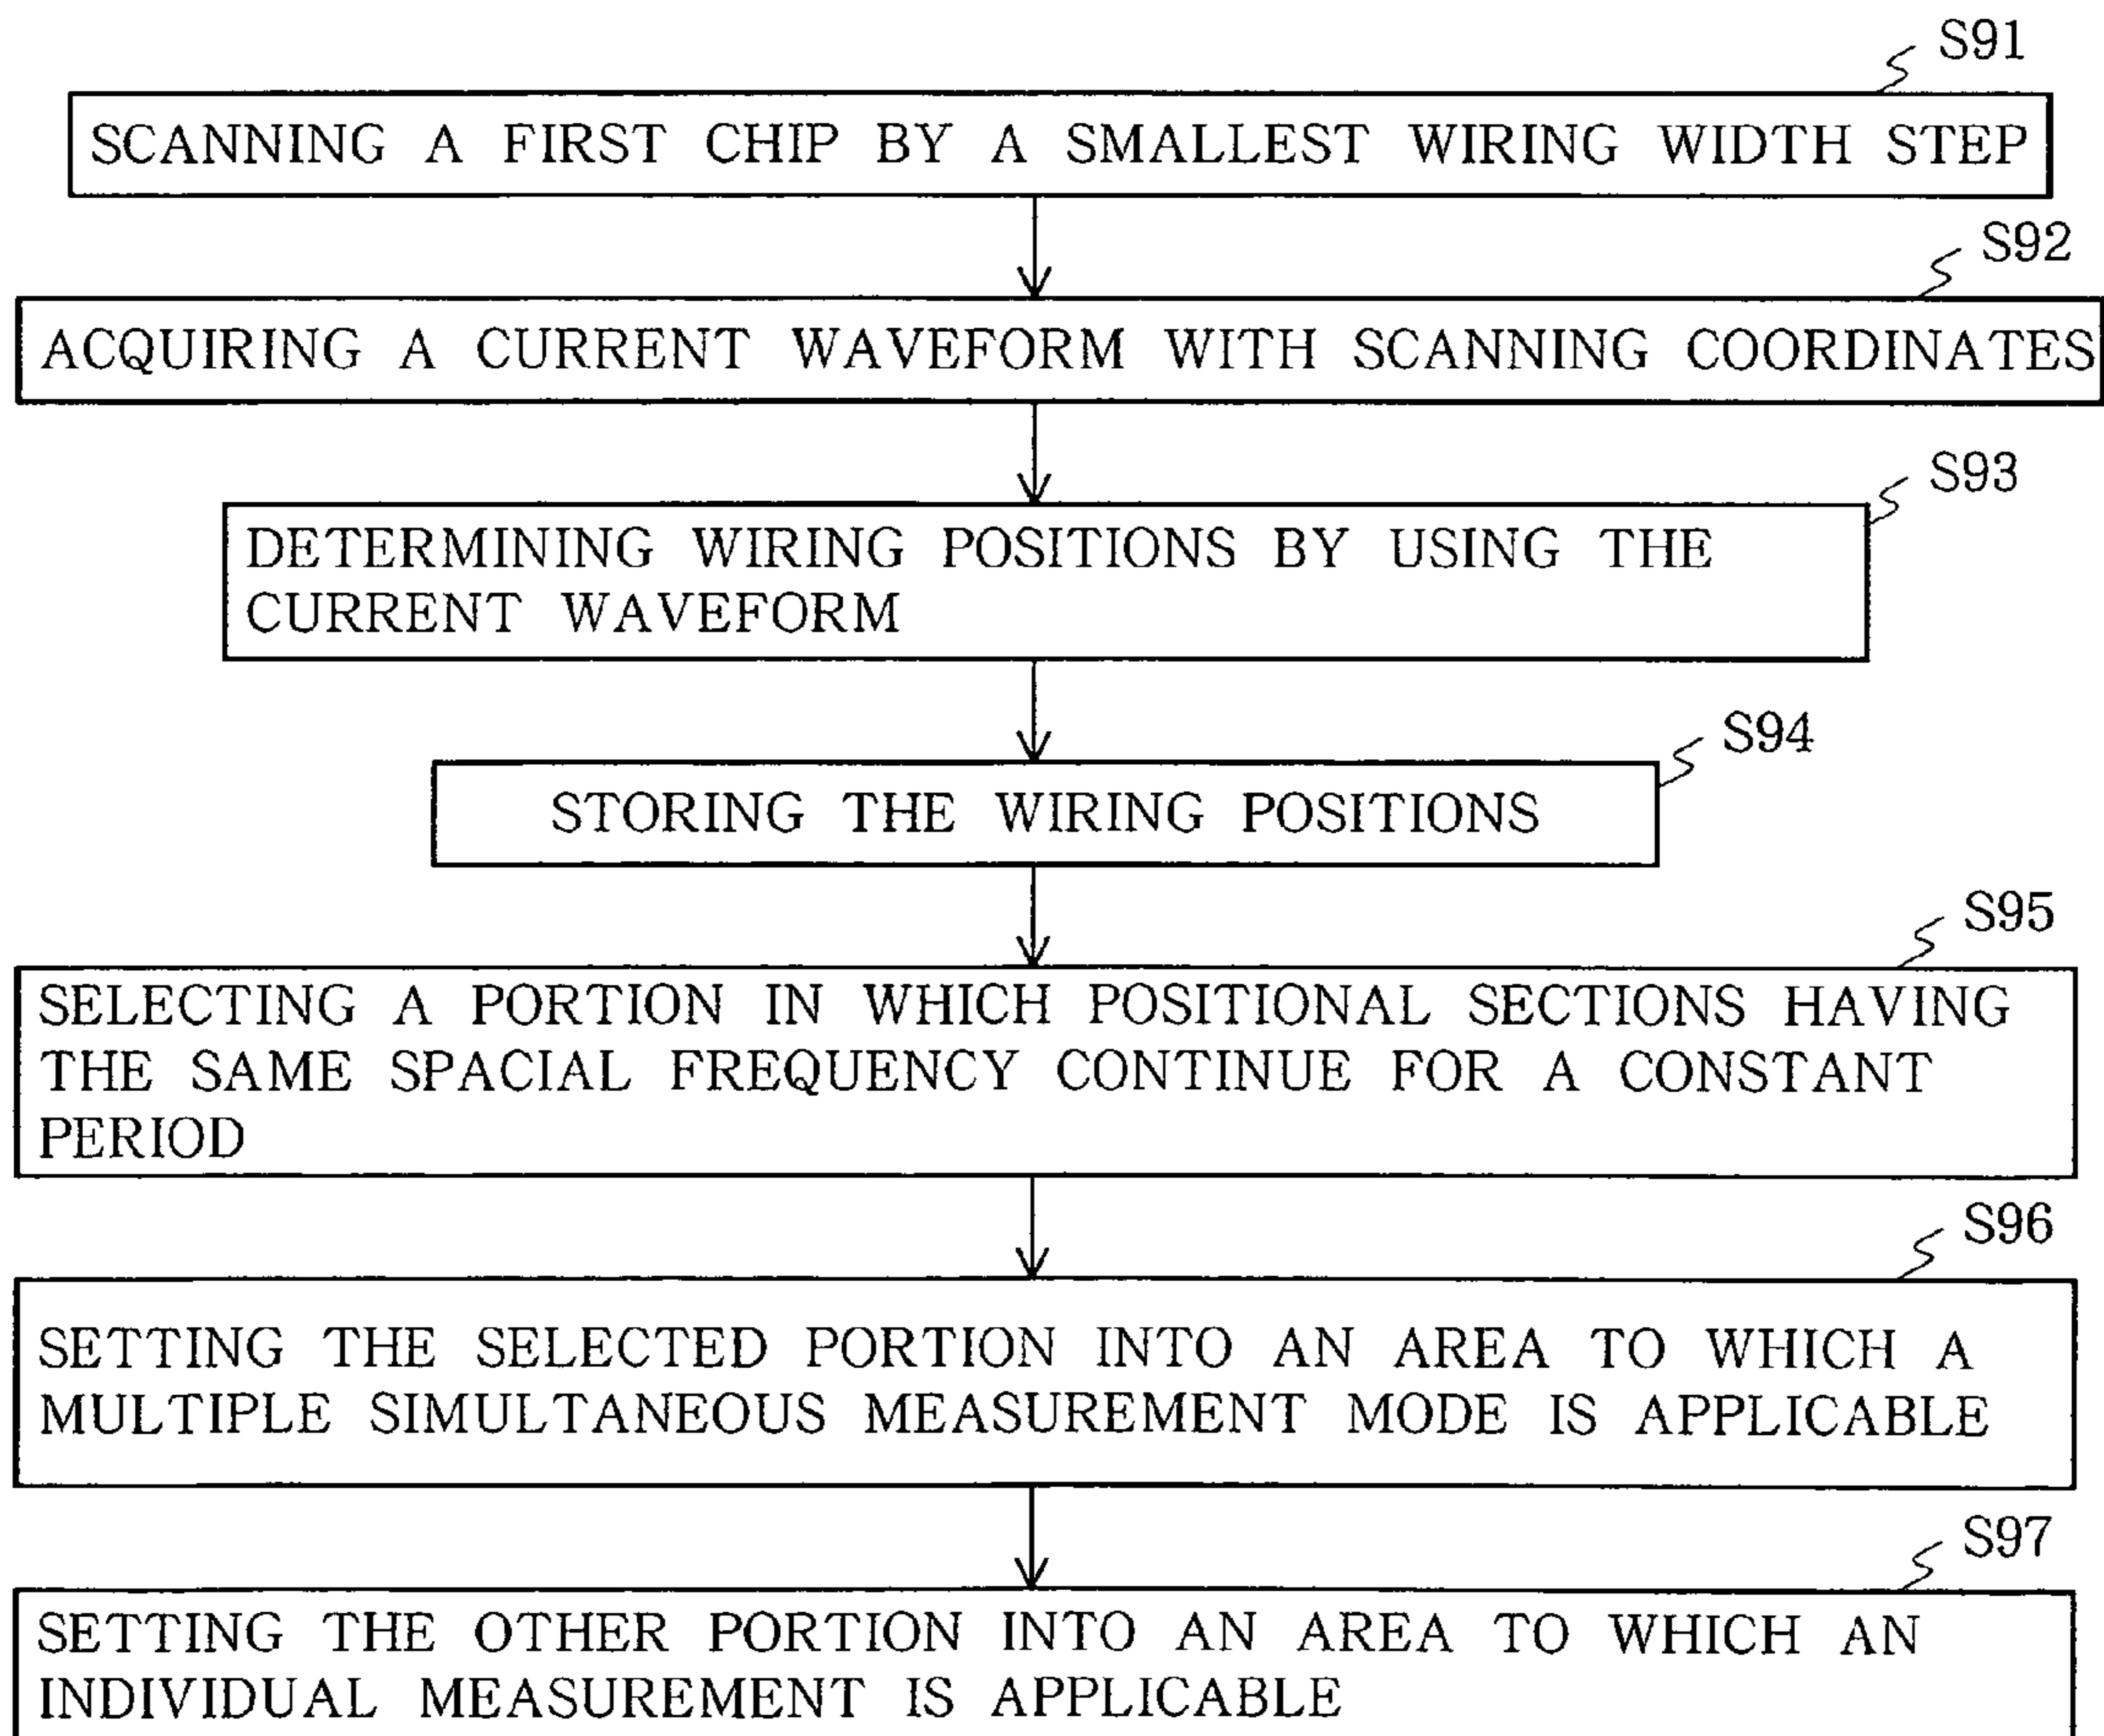 S91
SCANNING A FIRST CHIP BY A SMALLEST WIRING WIDTH STEP
S92
ACQUIRING A CURRENT WAVEFORM WITH SCANNING COORDINATES
S93
DETERMINING WIRING POSITIONS BY USING THE
CURRENT WAVEFORM
S94
STORING THE WIRING POSITIONS
S95
SELECTING A PORTION IN WHICH POSITIONAL SECTIONS HAVING
THE SAME SPACIAL FREQUENCY CONTINUE FOR A CONSTANT
PERIOD
S96
SETTING THE SELECTED PORTION INTO AN AREA TO WHICH A
MULTIPLE SIMULTANEOUS MEASUREMENT MODE IS APPLICABLE
S97
SETTING THE OTHER PORTION INTO AN AREA TO WHICH AN
INDIVIDUAL MEASUREMENT IS APPLICABLE